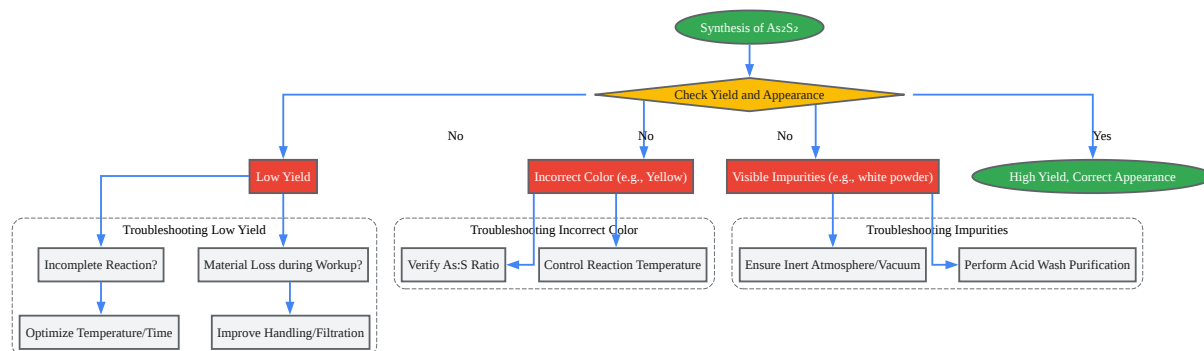 Synthesis of As₂S₂
Check Yield and Appearance
No
No
No
Yes
Low Yield
Incorrect Color (e.g., Yellow)
Visible Impurities (e.g., white powder)
High Yield, Correct Appearance
Troubleshooting Low Yield
Troubleshooting Incorrect Color
Troubleshooting Impurities
Incomplete Reaction?
Material Loss during Workup?
Verify As:S Ratio
Control Reaction Temperature
Ensure Inert Atmosphere/Vacuum
Perform Acid Wash Purification
Optimize Temperature/Time
Improve Handling/Filtration